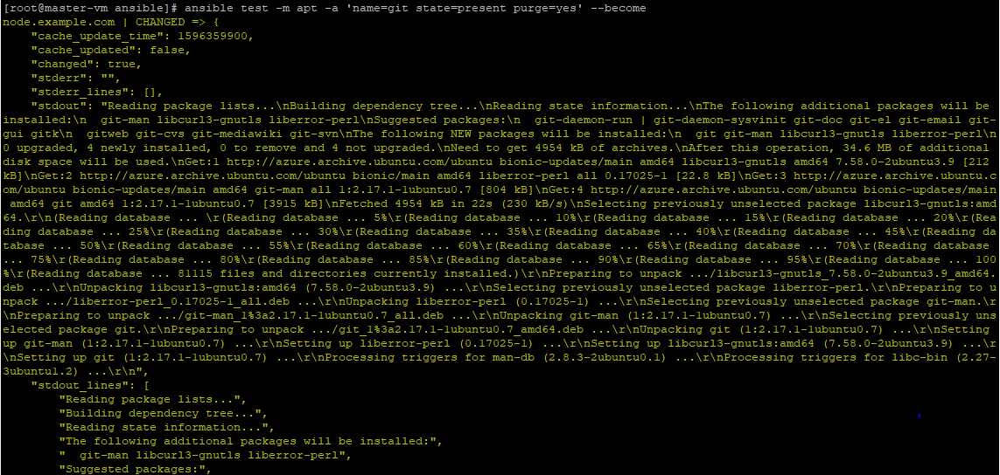 [root@master-vm ansible]# ansible test -m apt -a 'name=git state=present purge=yes' --become
node.example.com | CHANGED => {
    "cache_update_time": 1596359900,
    "cache_updated": false,
    "changed": true,
    "stderr": "",
    "stderr_lines": [],
    "stdout": "Reading package lists...\nBuilding dependency tree...\nReading state information...\nThe following additional packages will be
installed:\n  git-man libcurl3-gnutls liberror-perl\nSuggested packages:\n  git-daemon-run | git-daemon-sysvinit git-doc git-el git-email git-
gui gitk\n  gitweb git-cvs git-mediawiki git-svn\nThe following NEW packages will be installed:\n  git git-man libcurl3-gnutls liberror-perl\n
0 upgraded, 4 newly installed, 0 to remove and 4 not upgraded.\nNeed to get 4954 kB of archives.\nAfter this operation, 34.6 MB of additional
disk space will be used.\nGet:1 http://azure.archive.ubuntu.com/ubuntu bionic-updates/main amd64 libcurl3-gnutls amd64 7.58.0-2ubuntu3.9 [212
kB]\nGet:2 http://azure.archive.ubuntu.com/ubuntu bionic/main amd64 liberror-perl all 0.17025-1 [22.8 kB]\nGet:3 http://azure.archive.ubuntu.c
om/ubuntu bionic-updates/main amd64 git-man all 1:2.17.1-1ubuntu0.7 [804 kB]\nGet:4 http://azure.archive.ubuntu.com/ubuntu bionic-updates/main
 amd64 git amd64 1:2.17.1-1ubuntu0.7 [3915 kB]\nFetched 4954 kB in 22s (230 kB/s)\nSelecting previously unselected package libcurl3-gnutls:amd
64.\r\n(Reading database ... \r(Reading database ... 5%\r(Reading database ... 10%\r(Reading database ... 15%\r(Reading database ... 20%\r(Rea
ding database ... 25%\r(Reading database ... 30%\r(Reading database ... 35%\r(Reading database ... 40%\r(Reading database ... 45%\r(Reading da
tabase ... 50%\r(Reading database ... 55%\r(Reading database ... 60%\r(Reading database ... 65%\r(Reading database ... 70%\r(Reading database
... 75%\r(Reading database ... 80%\r(Reading database ... 85%\r(Reading database ... 90%\r(Reading database ... 95%\r(Reading database ... 100
%\r(Reading database ... 81115 files and directories currently installed.)\r\nPreparing to unpack .../libcurl3-gnutls_7.58.0-2ubuntu3.9_amd64.
deb ...\r\nUnpacking libcurl3-gnutls:amd64 (7.58.0-2ubuntu3.9) ...\r\nSelecting previously unselected package liberror-perl.\r\nPreparing to u
npack .../liberror-perl_0.17025-1_all.deb ...\r\nUnpacking liberror-perl (0.17025-1) ...\r\nSelecting previously unselected package git-man.\r
\nPreparing to unpack .../git-man_1%3a2.17.1-1ubuntu0.7_all.deb ...\r\nUnpacking git-man (1:2.17.1-1ubuntu0.7) ...\r\nSelecting previously uns
elected package git.\r\nPreparing to unpack .../git_1%3a2.17.1-1ubuntu0.7_amd64.deb ...\r\nUnpacking git (1:2.17.1-1ubuntu0.7) ...\r\nSetting
up git-man (1:2.17.1-1ubuntu0.7) ...\r\nSetting up liberror-perl (0.17025-1) ...\r\nSetting up libcurl3-gnutls:amd64 (7.58.0-2ubuntu3.9) ...\r
\nSetting up git (1:2.17.1-1ubuntu0.7) ...\r\nProcessing triggers for man-db (2.8.3-2ubuntu0.1) ...\r\nProcessing triggers for libc-bin (2.27-
3ubuntu1.2) ...\r\n",
    "stdout_lines": [
        "Reading package lists...",
        "Building dependency tree...",
        "Reading state information...",
        "The following additional packages will be installed:",
        "  git-man libcurl3-gnutls liberror-perl",
        "Suggested packages:",